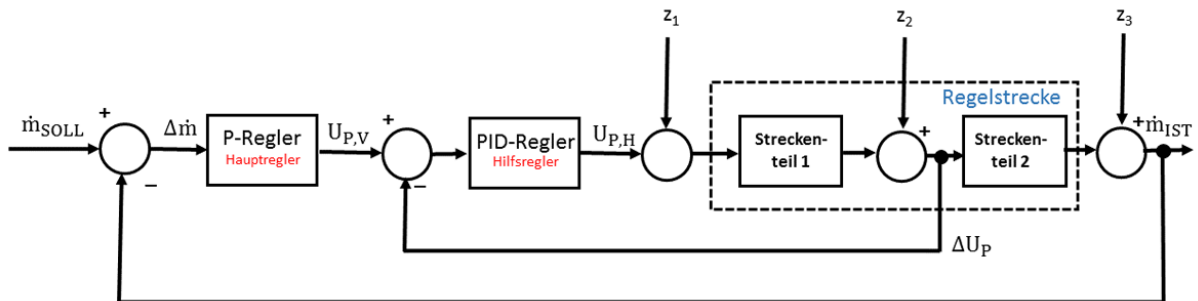 z1
z2
z3
Regelstrecke
ṁSOLL
+
−
Δṁ
P-Regler
Hauptregler
UP,V
+
−
PID-Regler
Hilfsregler
UP,H
Strecken-
teil 1
+
Strecken-
teil 2
+
ṁIST
ΔUP